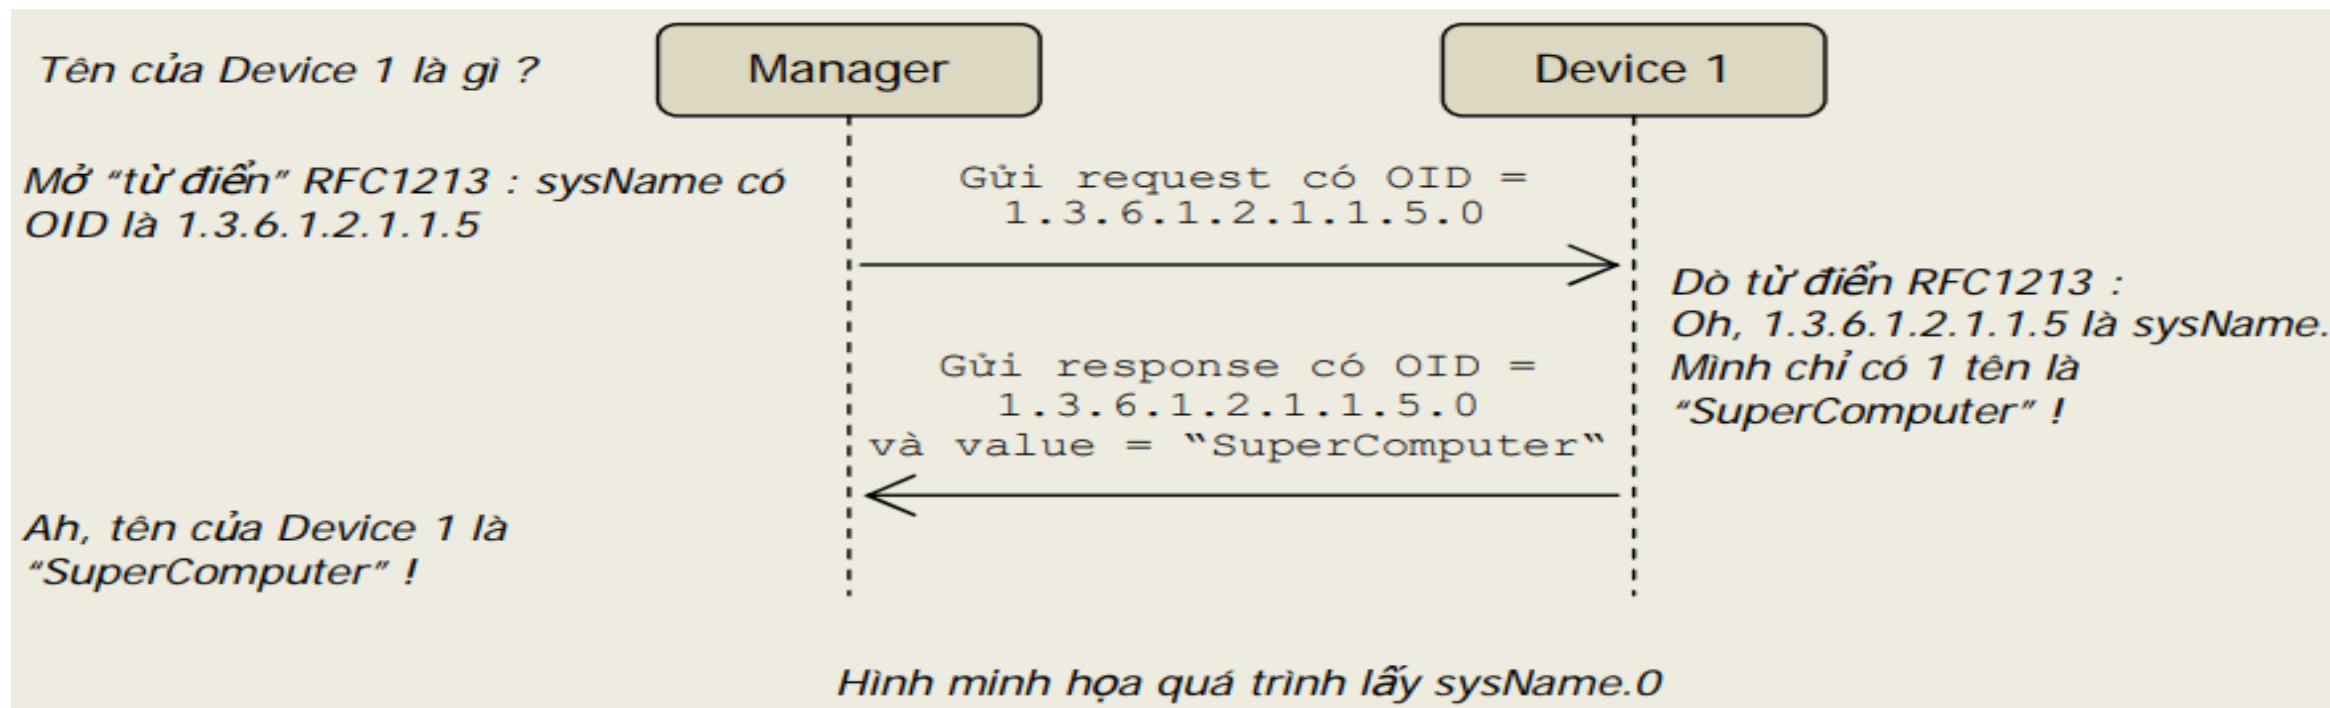 Tên của Device 1 là gì ?
Manager
Device 1
Mở “từ điển” RFC1213 : sysName có
OID là 1.3.6.1.2.1.1.5
Gửi request có OID =
1.3.6.1.2.1.1.5.0
Dò từ điển RFC1213 :
Oh, 1.3.6.1.2.1.1.5 là sysName.
Mình chỉ có 1 tên là
“SuperComputer” !
Gửi response có OID =
1.3.6.1.2.1.1.5.0
và value = “SuperComputer“
Ah, tên của Device 1 là
“SuperComputer” !
Hình minh họa quá trình lấy sysName.0